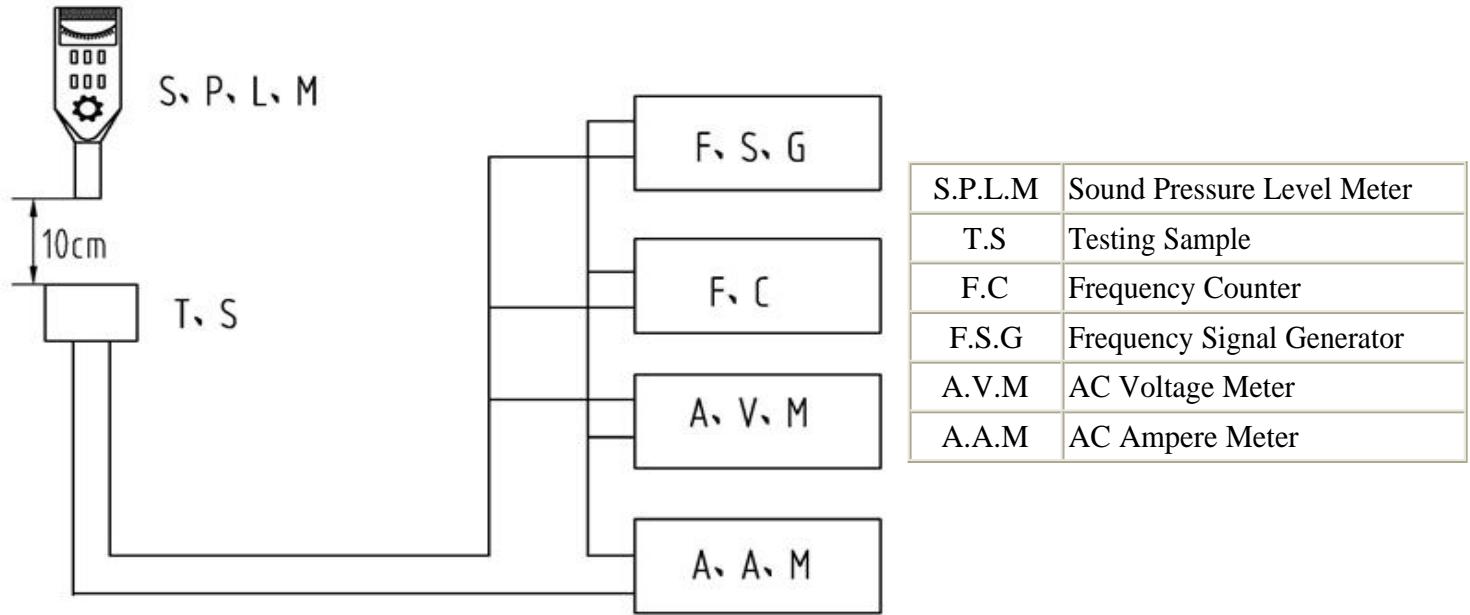 S、P、L、M
10cm
T、S
F、S、G
F、C
A、V、M
A、A、M
S.P.L.M Sound Pressure Level Meter
T.S Testing Sample
F.C Frequency Counter
F.S.G Frequency Signal Generator
A.V.M AC Voltage Meter
A.A.M AC Ampere Meter